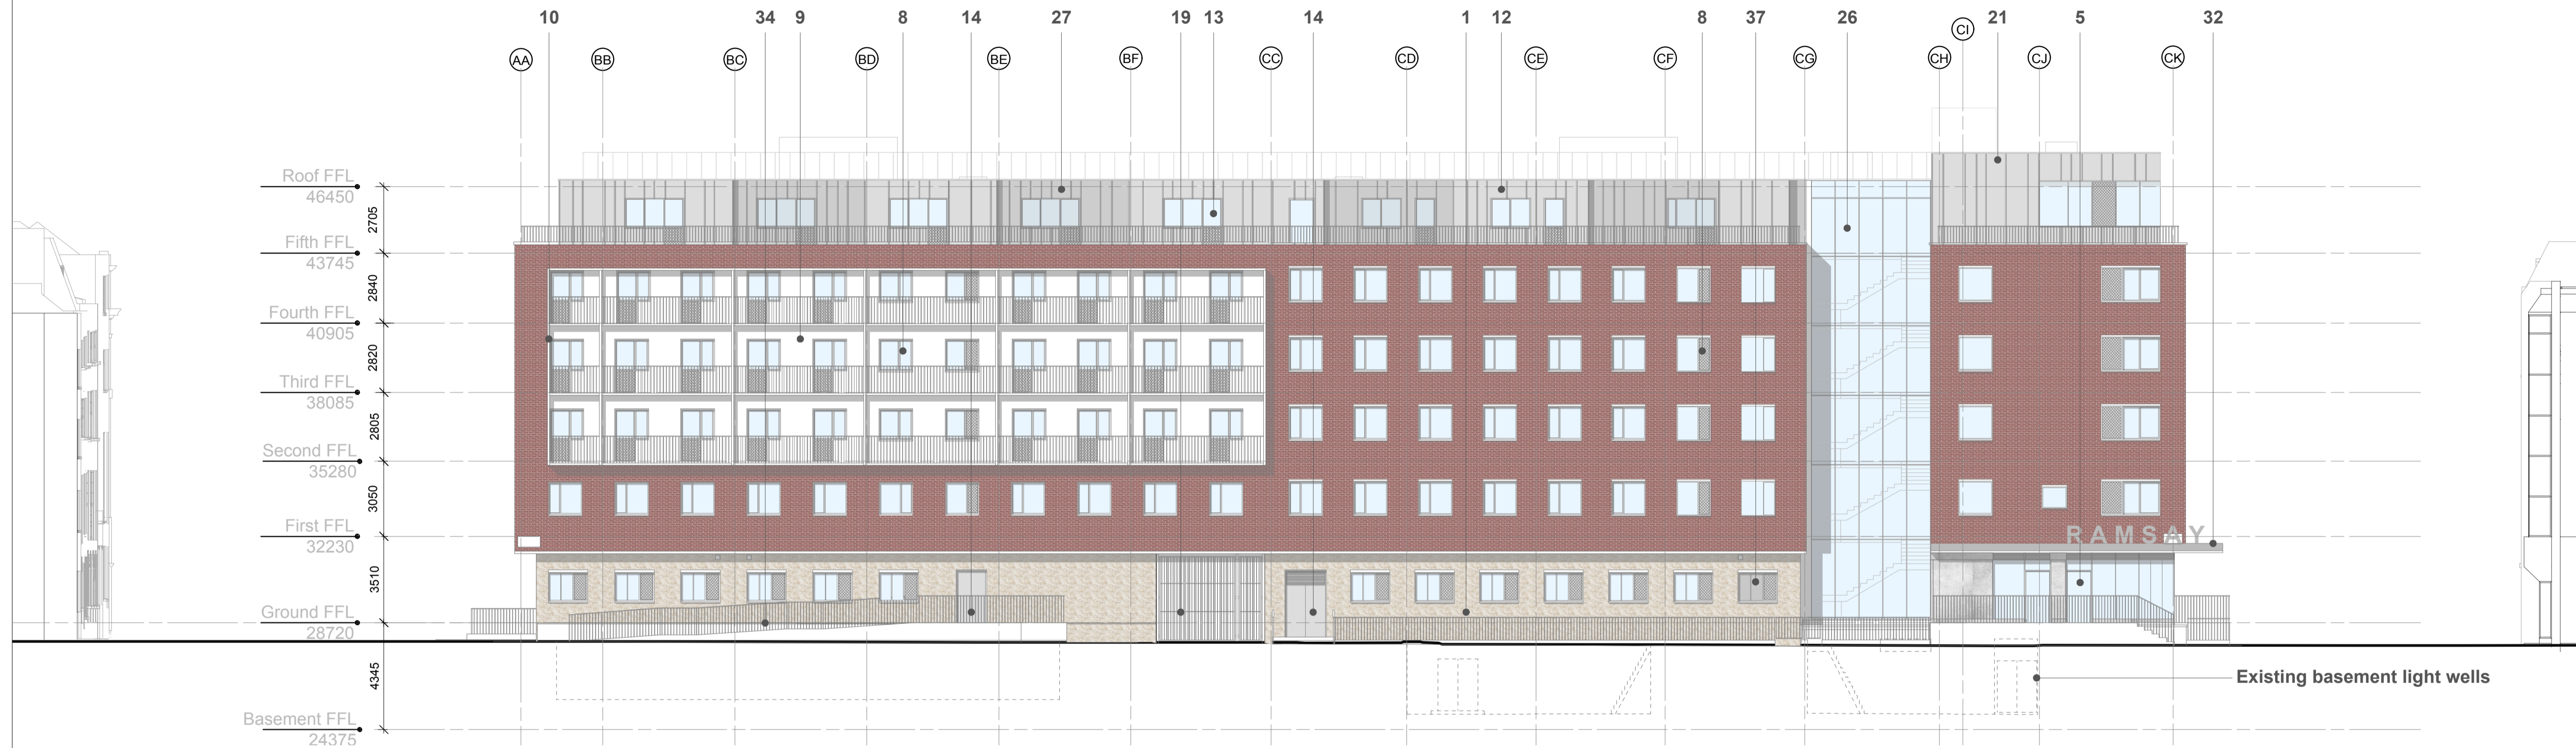 10 34 9 8 14 27 19 13 14 1 12 8 37 26 21 5 32
CI
AA BB BC BD BE BF CC CD CE CF CG CH CJ CK
Roof FFL
46450
2705
Fifth FFL
43745
2840
Fourth FFL
40905
2820
Third FFL
38085
2805
Second FFL
35280
3050
First FFL
32230
RAMSAY
3510
Ground FFL
28720
4345
Existing basement light wells
Basement FFL
24375